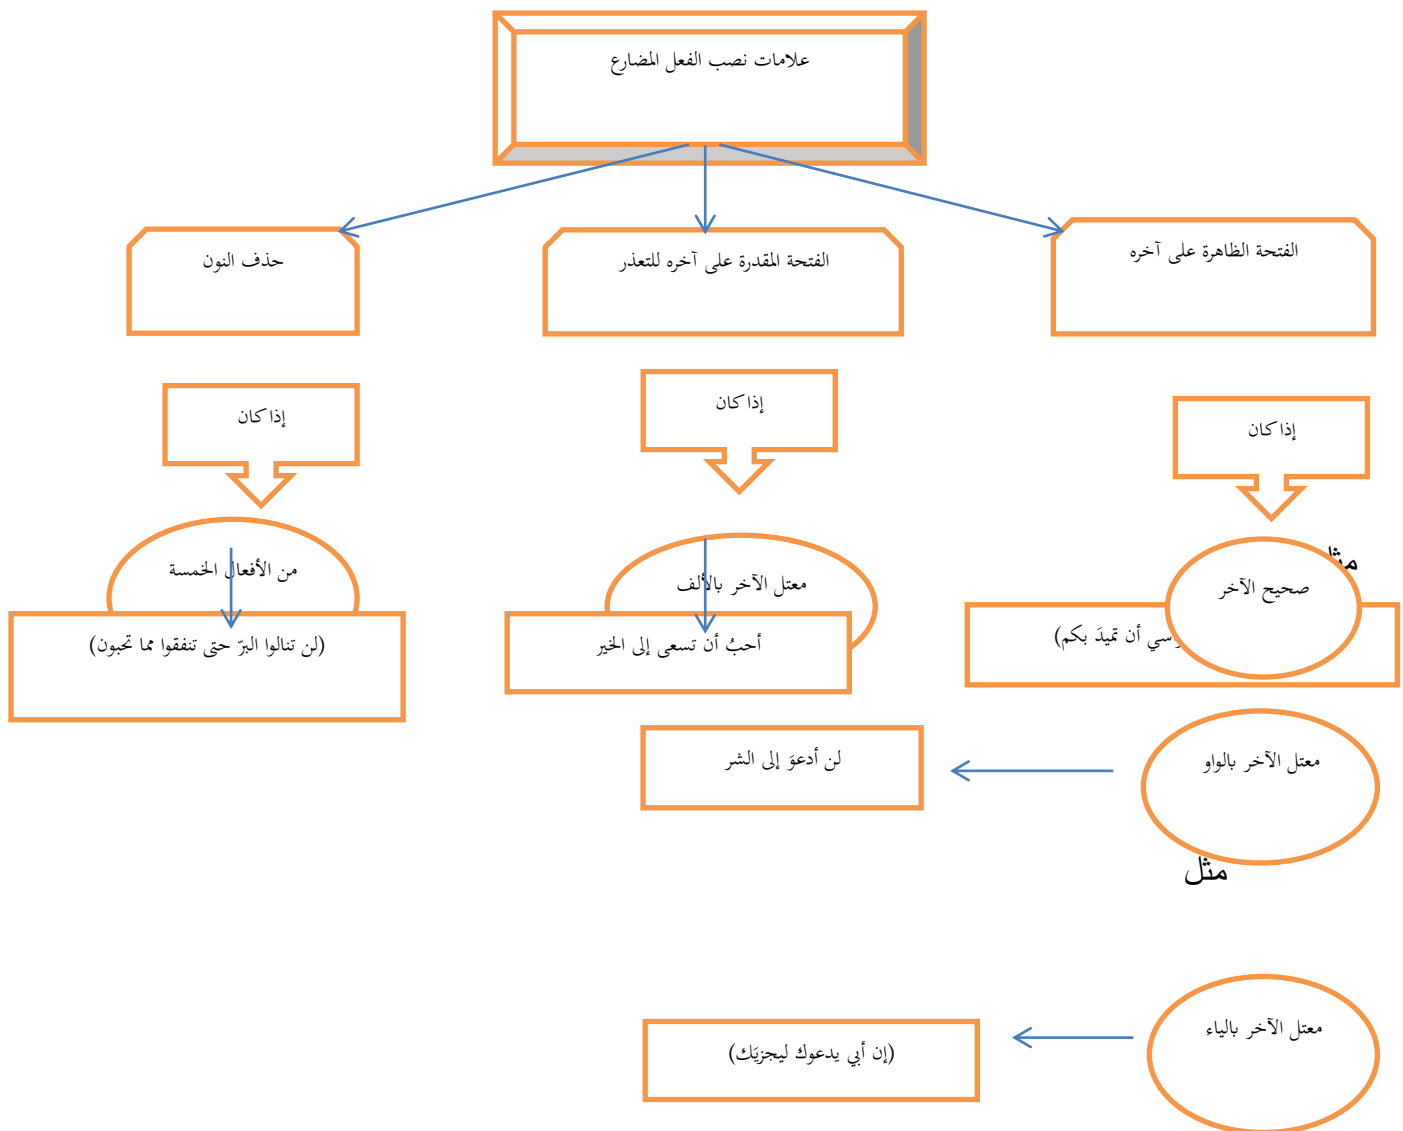 علامات نصب الفعل المضارع
الفتحة الظاهرة على آخره
الفتحة المقدرة على آخره للتعذر
حذف النون
إذا كان
إذا كان
إذا كان
صحيح الآخر
معتل الآخر بالألف
من الأفعال الخمسة
أن تميدَ بكم)
أحبُ أن تسعى إلى الخير
(لن تنالوا البرّ حتى تنفقوا مما تحبون)
معتل الآخر بالواو
لن أدعوَ إلى الشر
مثل
معتل الآخر بالياء
(إن أبي يدعوك ليجزيَك)